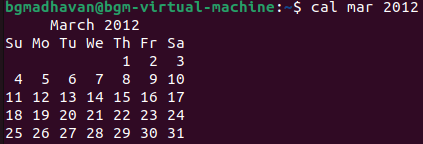 bgmadhavan@bgm-virtual-machine:~$ cal mar 2012
     March 2012
Su Mo Tu We Th Fr Sa
             1  2  3
 4  5  6  7  8  9 10
11 12 13 14 15 16 17
18 19 20 21 22 23 24
25 26 27 28 29 30 31